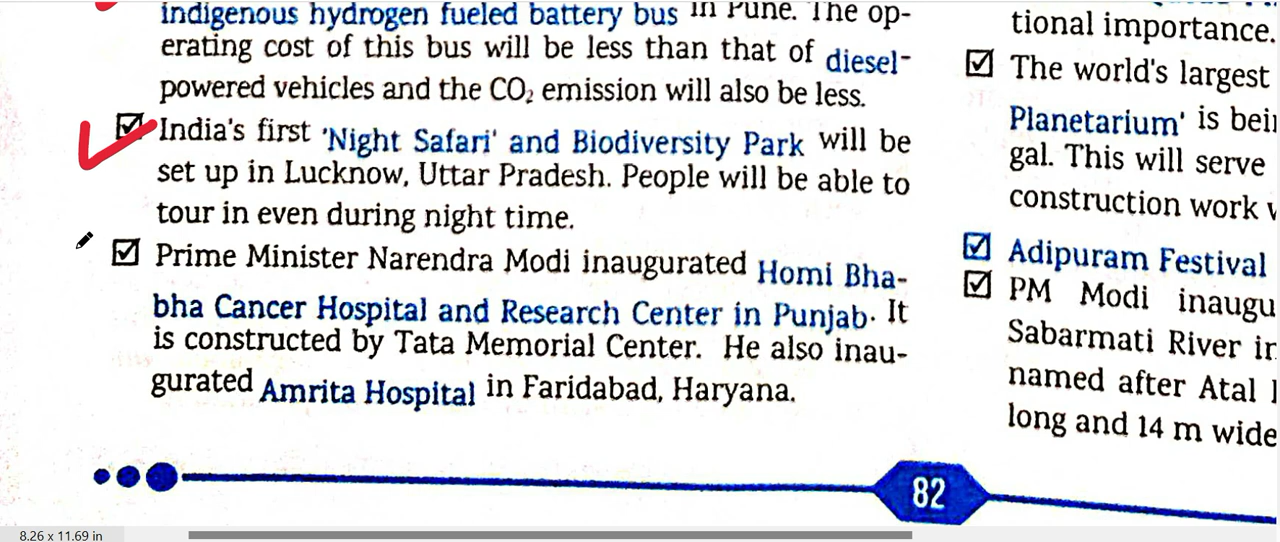 indigenous hydrogen fueled battery bus in Pune. The op-
erating cost of this bus will be less than that of diesel-
powered vehicles and the CO₂ emission will also be less.
India's first 'Night Safari' and Biodiversity Park will be
set up in Lucknow, Uttar Pradesh. People will be able to
tour in even during night time.
Prime Minister Narendra Modi inaugurated Homi Bha-
bha Cancer Hospital and Research Center in Punjab. It
is constructed by Tata Memorial Center. He also inau-
gurated Amrita Hospital in Faridabad, Haryana.
82
tional importance.
The world's largest
Planetarium' is bei
gal. This will serve
construction work
Adipuram Festival
PM Modi inaugu
Sabarmati River
named after Atal
long and 14 m wide
8.26 x 11.69 in